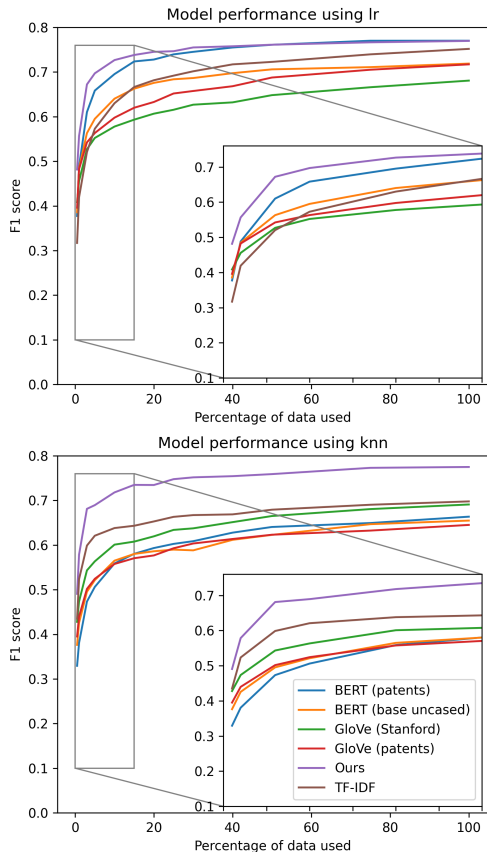 Model performance using lr
0.8
0.7
0.6
0.5
0.4
0.3
0.2
0.1
0.0
F1 score
0.7
0.6
0.5
0.4
0.3
0.2
0.1
0 20 40 60 80 100
Percentage of data used
Model performance using knn
0.8
0.7
0.6
0.5
0.4
0.3
0.2
0.1
0.0
F1 score
0.7
0.6
0.5
0.4
0.3
0.2
0.1
BERT (patents)
BERT (base uncased)
GloVe (Stanford)
GloVe (patents)
Ours
TF-IDF
0 20 40 60 80 100
Percentage of data used